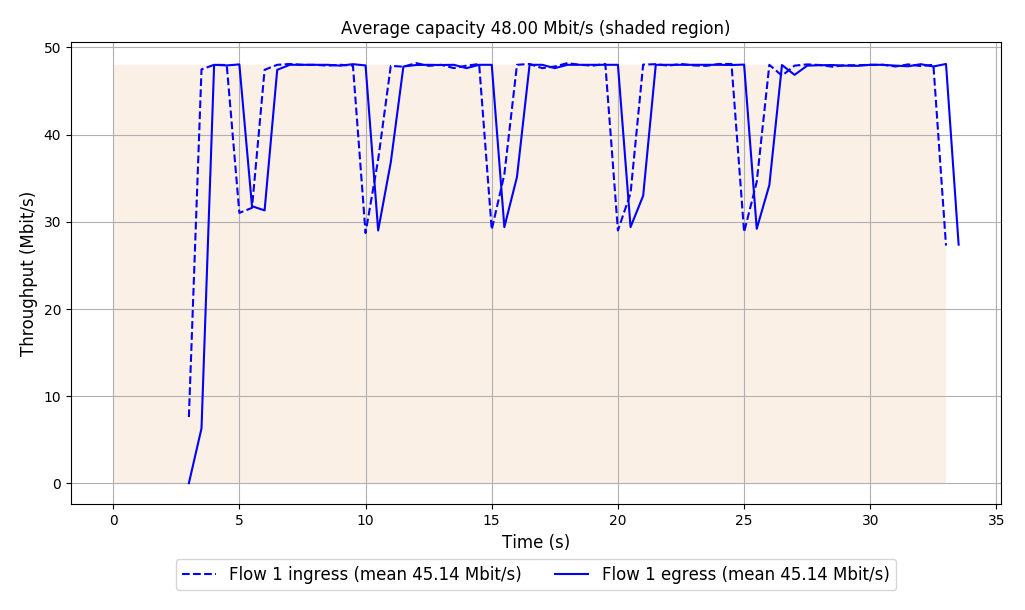 Average capacity 48.00 Mbit/s (shaded region)
50
40
30
20
10
0
Throughput (Mbit/s)
0 5 10 15 20 25 30 35
Time (s)
Flow 1 ingress (mean 45.14 Mbit/s) Flow 1 egress (mean 45.14 Mbit/s)